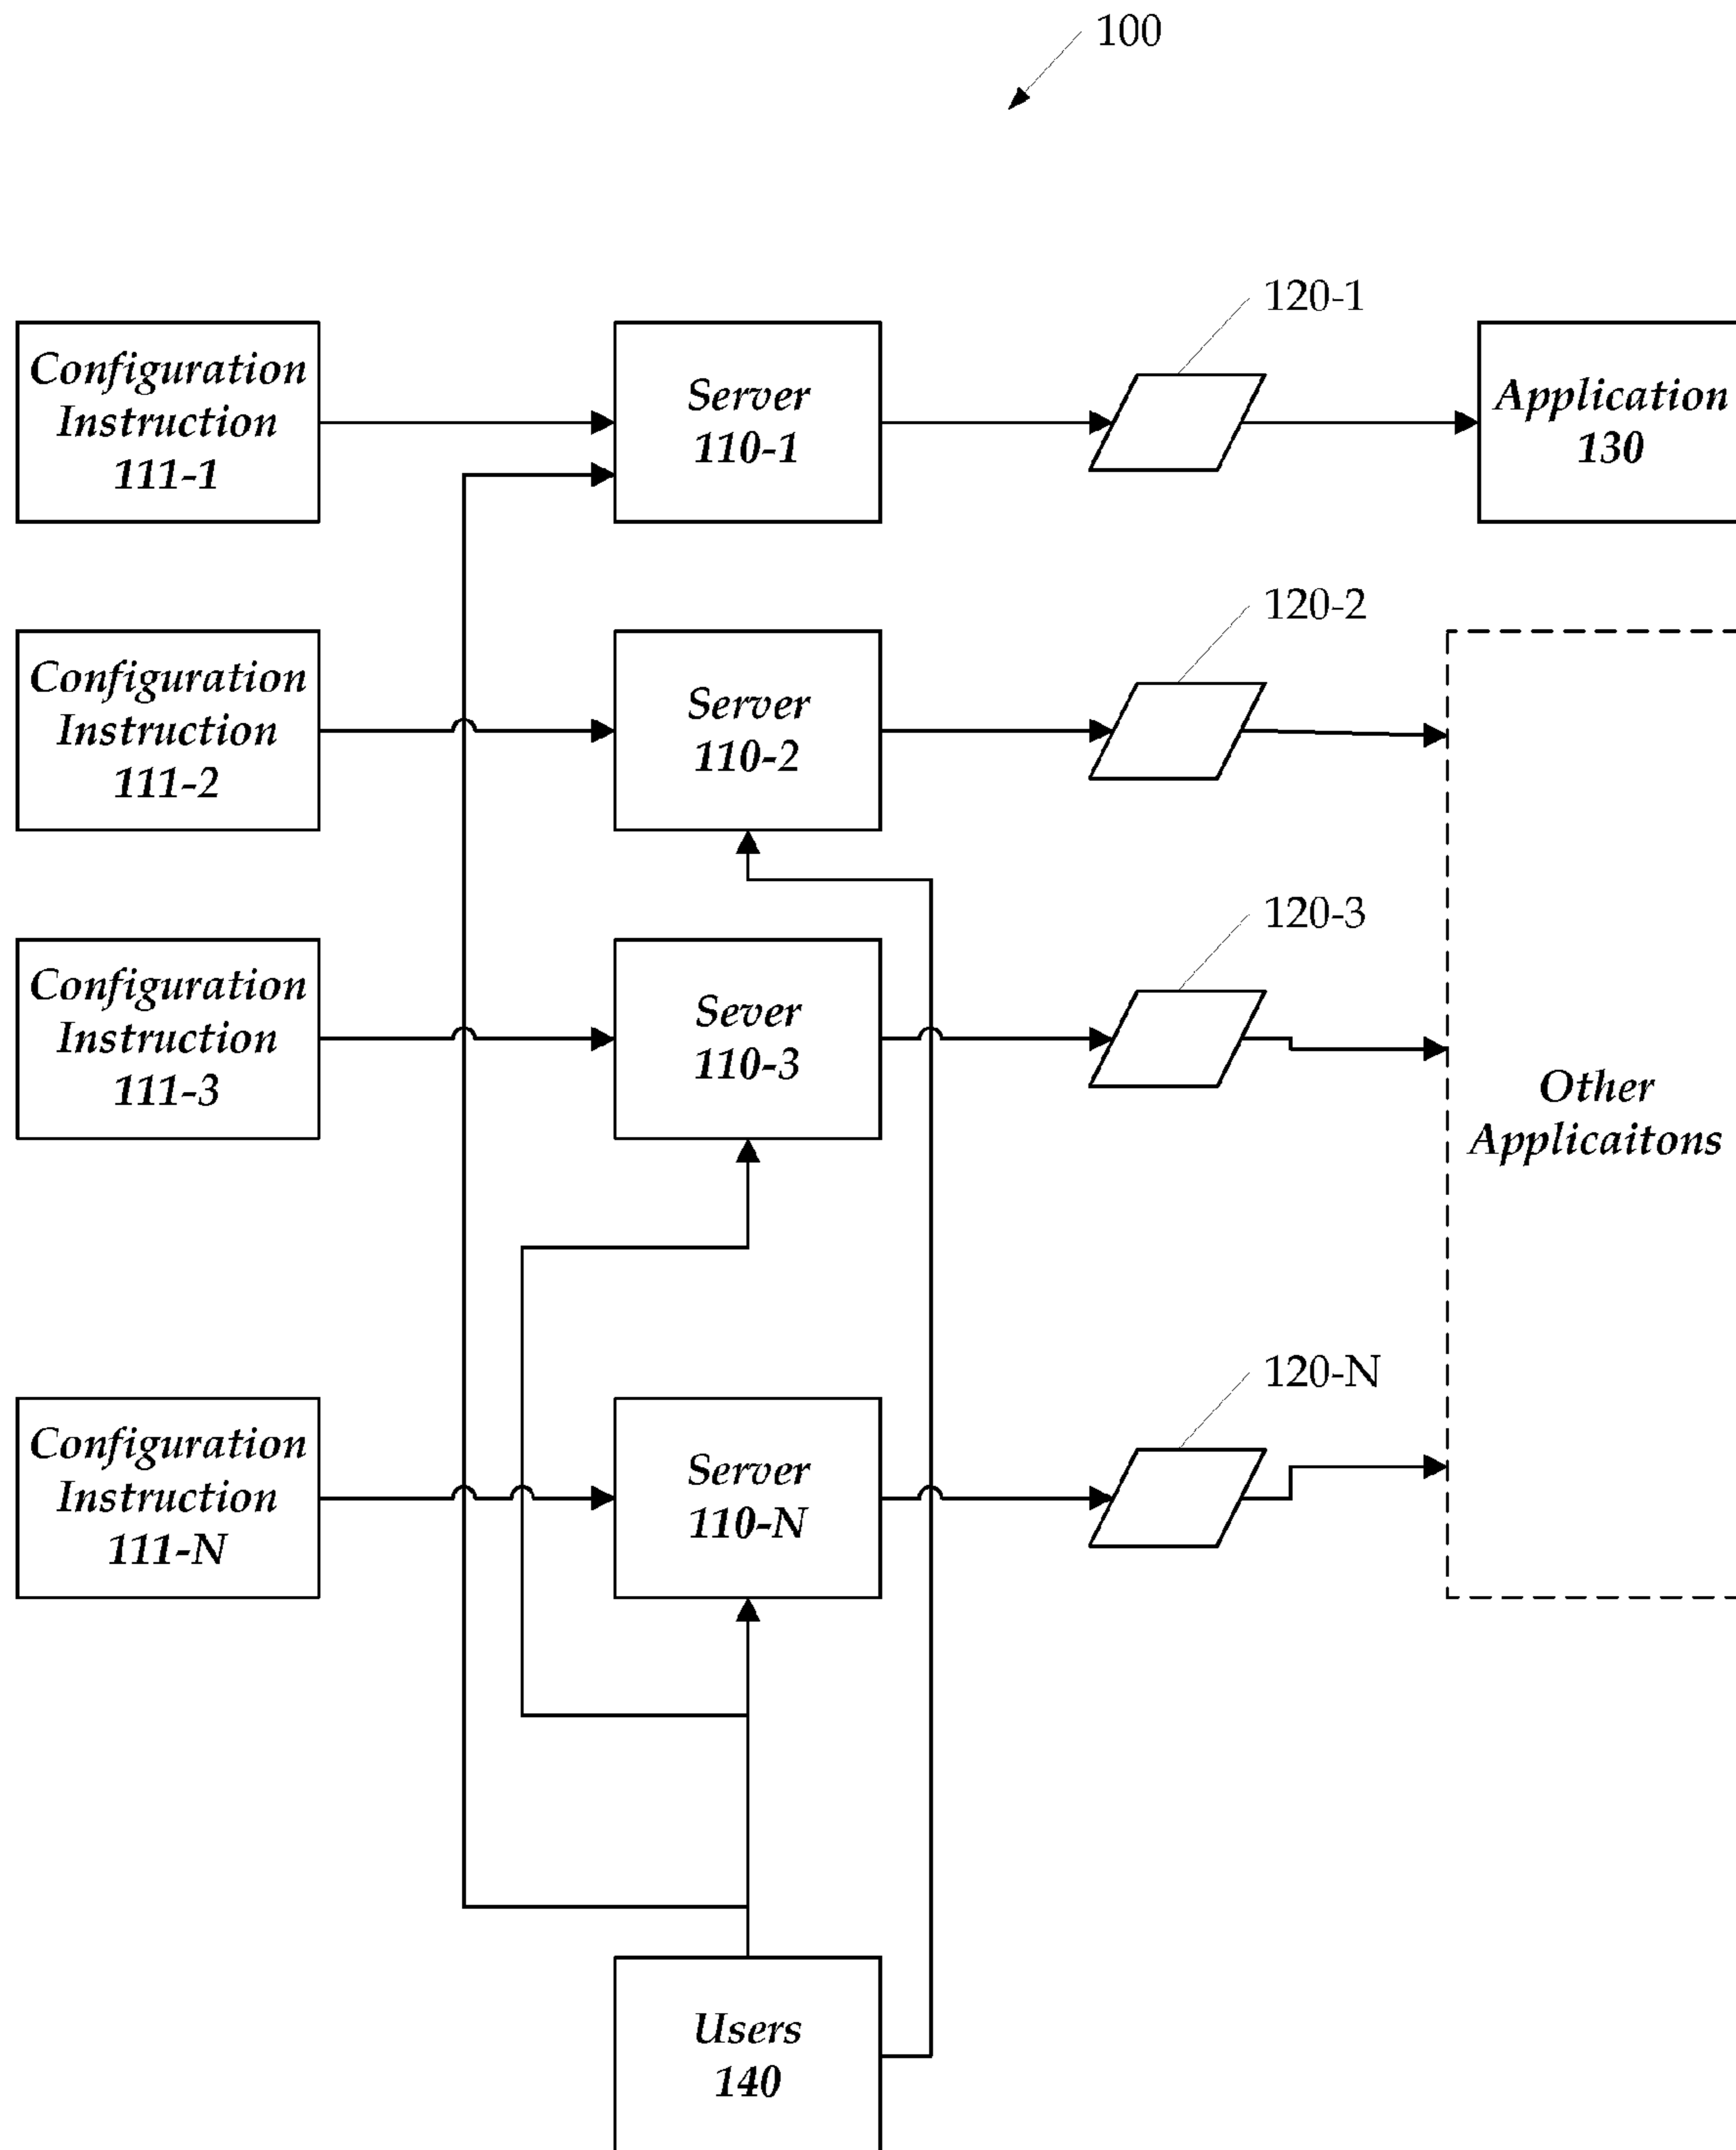 100
120-1
Configuration
Instruction
111-1
Server
110-1
Application
130
120-2
Configuration
Instruction
111-2
Server
110-2
120-3
Configuration
Instruction
111-3
Sever
110-3
Other
Applicaitons
120-N
Configuration
Instruction
111-N
Server
110-N
Users
140